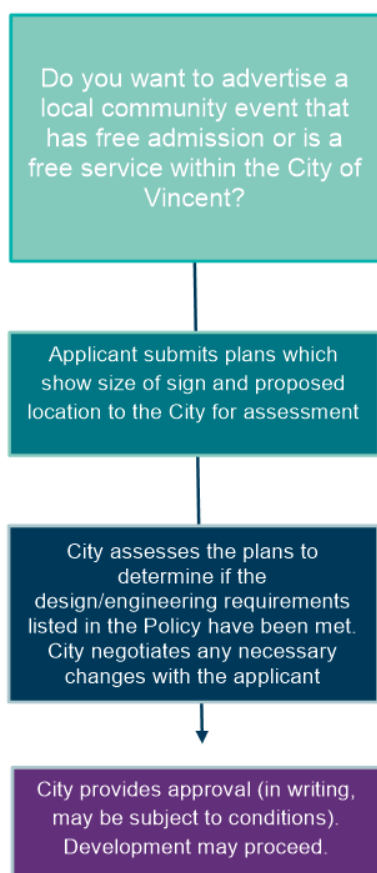 Do you want to advertise a
local community event that
has free admission or is a
free service within the City of
Vincent?
Applicant submits plans which
show size of sign and proposed
location to the City for assessment
City assesses the plans to
determine if the
design/engineering requirements
listed in the Policy have been met.
City negotiates any necessary
changes with the applicant
City provides approval (in writing,
may be subject to conditions).
Development may proceed.